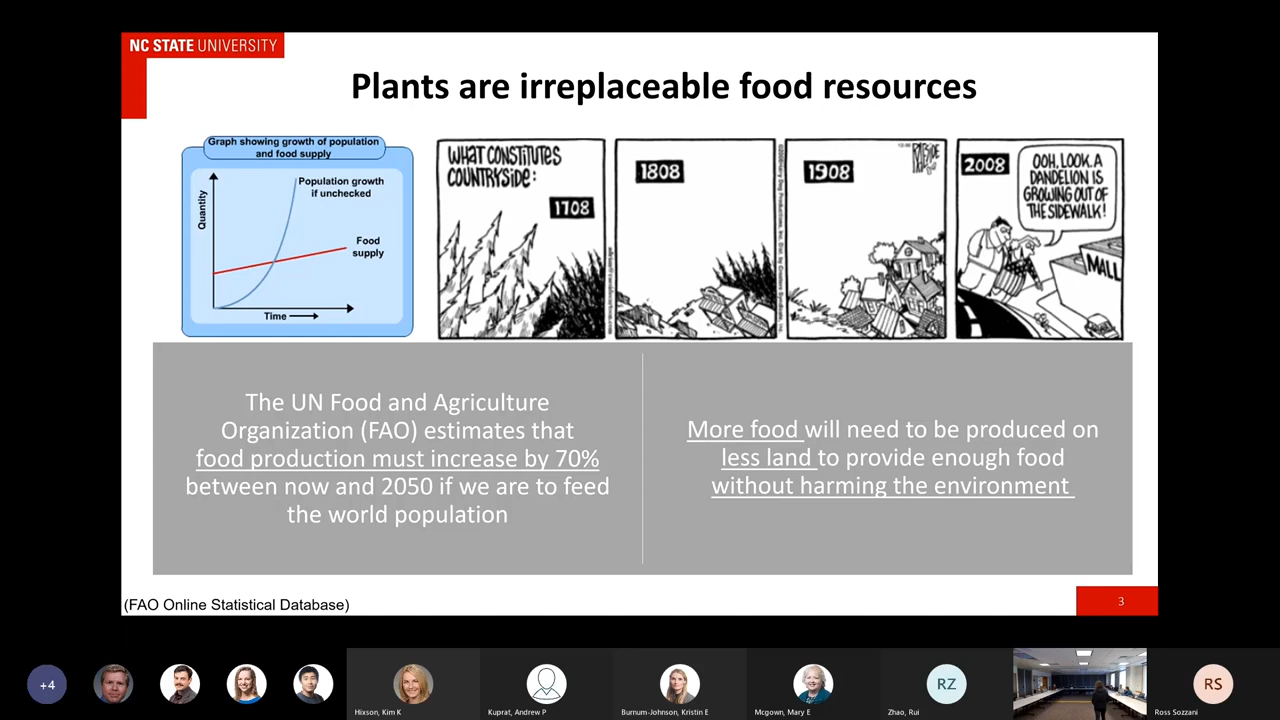 NC STATE UNIVERSITY
Plants are irreplaceable food resources
Graph showing growth of population
and food supply
Quantity
Population growth
if unchecked
Food
supply
Time
WHAT CONSTITUTES
COUNTRYSIDE:
1708
1808
1908
2008
OOH, LOOK. A
DANDELION IS
GROWING OUT OF
THE SIDEWALK!
MALL
The UN Food and Agriculture
Organization (FAO) estimates that
food production must increase by 70%
between now and 2050 if we are to feed
the world population
More food will need to be produced on
less land to provide enough food
without harming the environment
(FAO Online Statistical Database)
3
+4
Hixson, Kim K
Kuprat, Andrew P
Burnum-Johnson, Kristin E
Mcgown, Mary E
RZ
Zhao, Rui
RS
Ross Sozzani